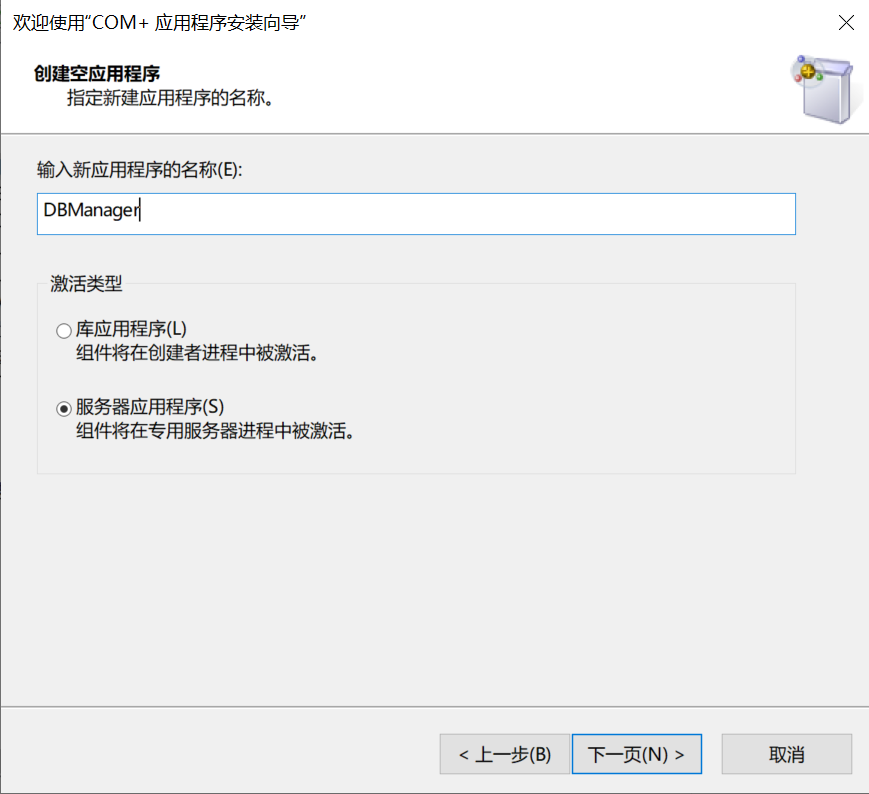 欢迎使用“COM+ 应用程序安装向导”
创建空应用程序
指定新建应用程序的名称。
输入新应用程序的名称(E):
DBManager
激活类型
库应用程序(L)
组件将在创建者进程中被激活。
服务器应用程序(S)
组件将在专用服务器进程中被激活。
< 上一步(B)
下一页(N) >
取消